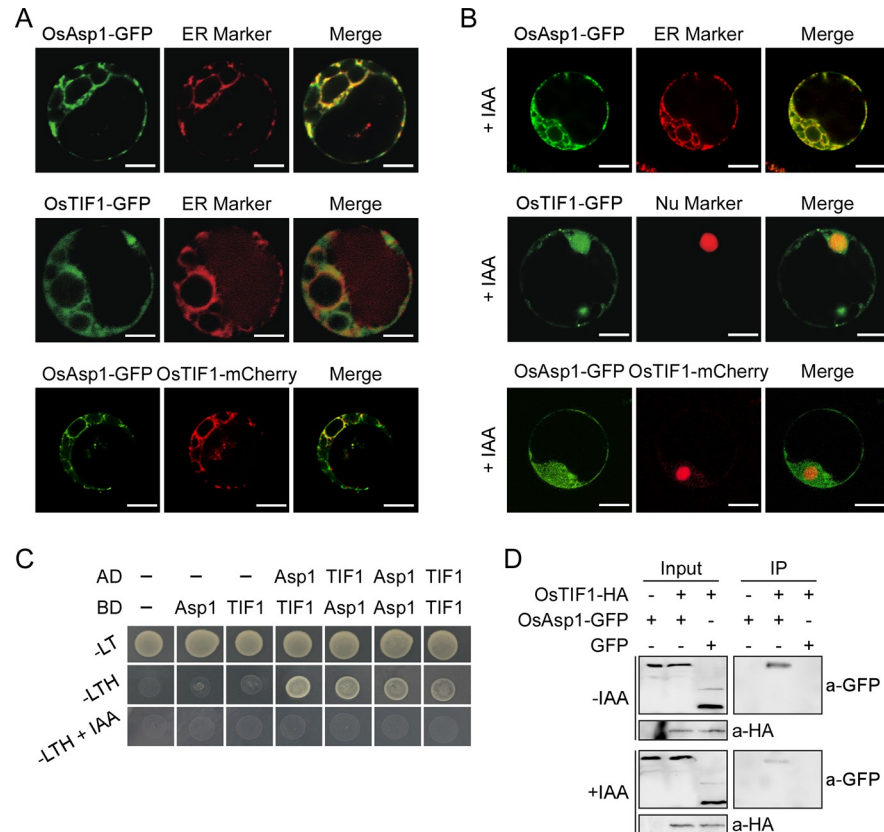 A
OsAsp1-GFP ER Marker Merge
OsTIF1-GFP ER Marker Merge
OsAsp1-GFP OsTIF1-mCherry Merge
B
OsAsp1-GFP ER Marker Merge
+ IAA
OsTIF1-GFP Nu Marker Merge
+ IAA
OsAsp1-GFP OsTIF1-mCherry Merge
+ IAA
C
AD – – – Asp1 TIF1 Asp1 TIF1
BD – Asp1 TIF1 TIF1 Asp1 Asp1 TIF1
-LT
-LTH
-LTH + IAA
D
Input IP
OsTIF1-HA - + + - + +
OsAsp1-GFP + + - + + -
GFP - - + - - +
-IAA a-GFP
a-HA
+IAA a-GFP
a-HA